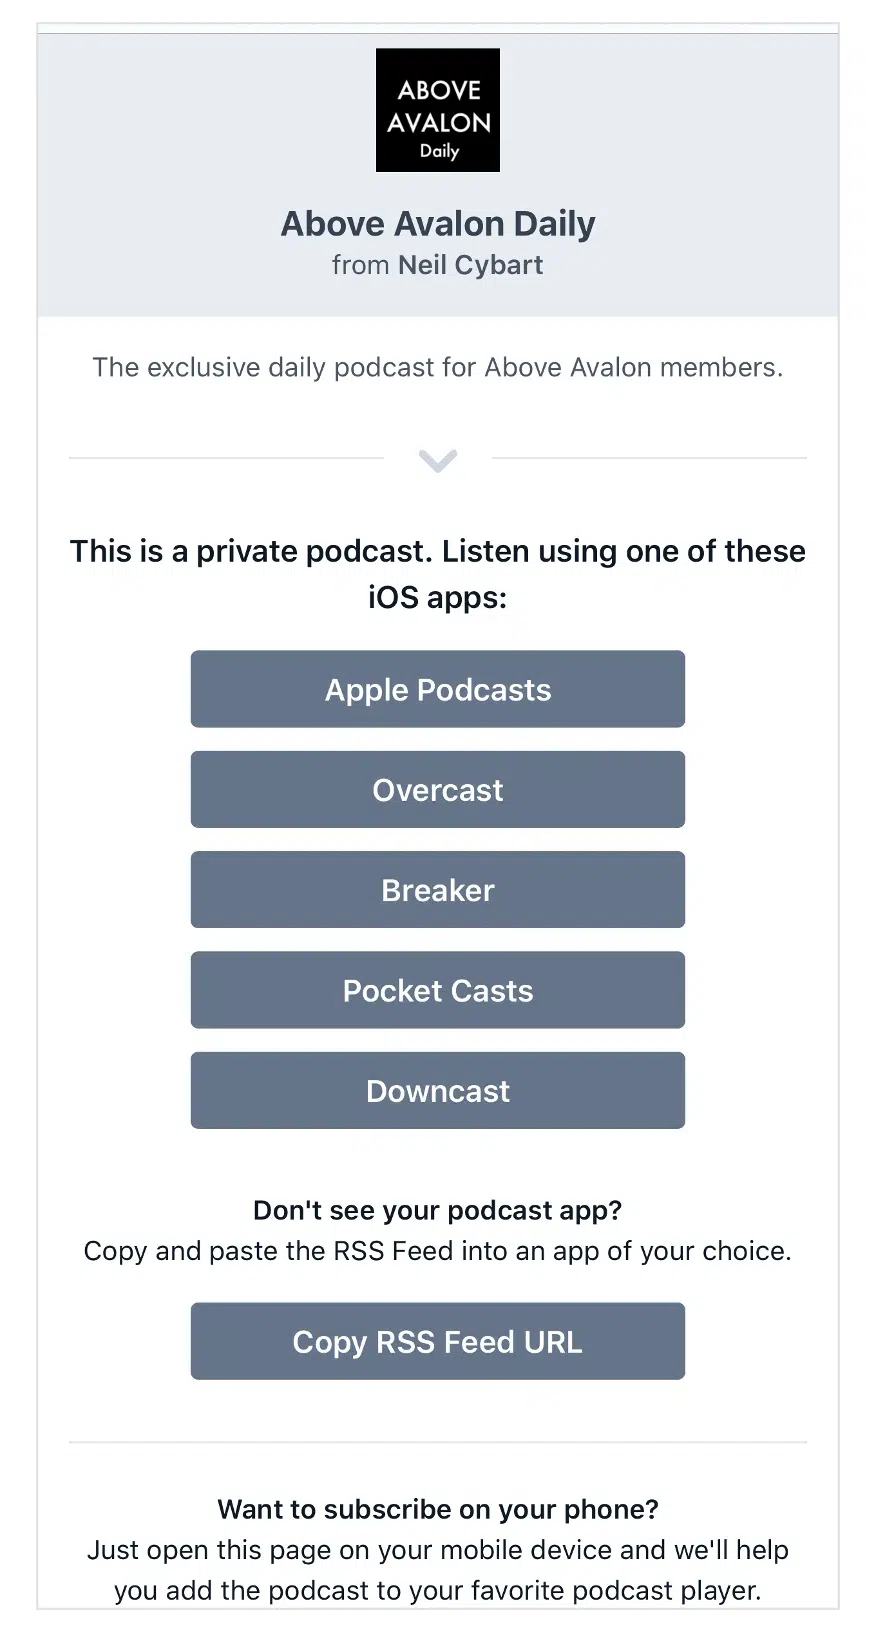 ABOVE
AVALON
Daily
Above Avalon Daily
from Neil Cybart
The exclusive daily podcast for Above Avalon members.
This is a private podcast. Listen using one of these
iOS apps:
Apple Podcasts
Overcast
Breaker
Pocket Casts
Downcast
Don't see your podcast app?
Copy and paste the RSS Feed into an app of your choice.
Copy RSS Feed URL
Want to subscribe on your phone?
Just open this page on your mobile device and we'll help
you add the podcast to your favorite podcast player.